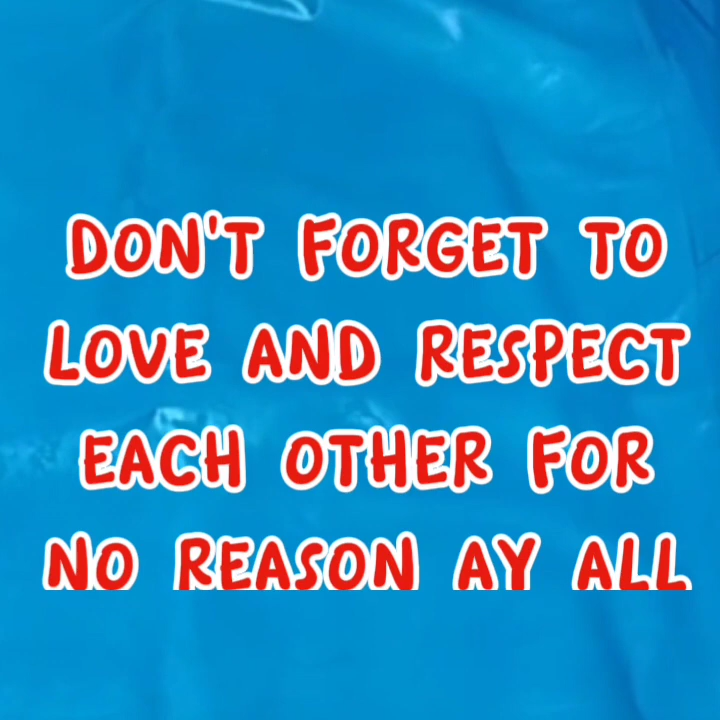 DON'T FORGET TO
LOVE AND RESPECT
EACH OTHER FOR
NO REASON AY ALL